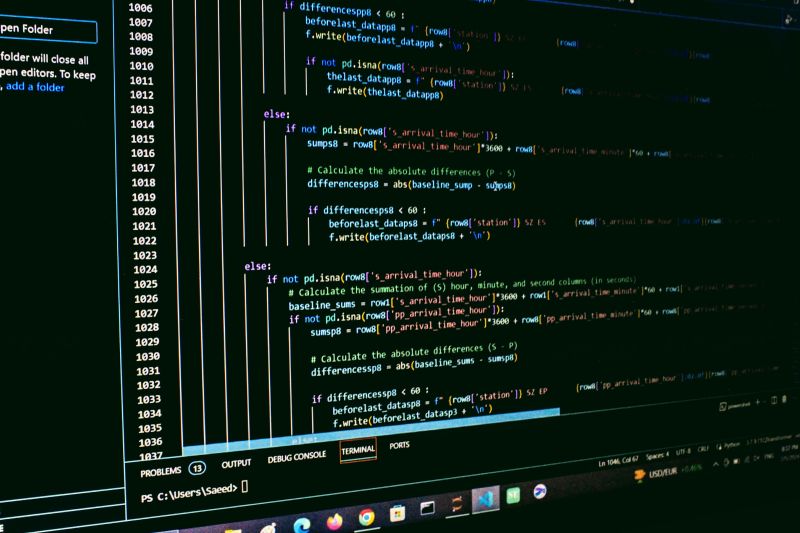 pen Folder
folder will close all
pen editors. To keep
, add a folder
1006 if differencespp8 < 60 :
1007 beforelast_datapp8 = f" {row8['station']} SZ EP {row8[
1008 f.write(beforelast_datapp8 + '\n')
1009
1010 if not pd.isna(row8['s_arrival_time_hour']):
1011 thelast_datapp8 = f" {row8['station']} SZ ES {row8[
1012 f.write(thelast_datapp8)
1013
1014 else:
1015 if not pd.isna(row8['s_arrival_time_hour']):
1016 sumps8 = row8['s_arrival_time_hour']*3600 + row8['s_arrival_time_minute']*60 + row8[
1017
1018 # Calculate the absolute differences (P - S)
1019 differencesps8 = abs(baseline_sump - sumps8)
1020
1021 if differencesps8 < 60 :
1022 beforelast_dataps8 = f" {row8['station']} SZ ES {row8['s_arrival_time_hour']
f.write(beforelast_dataps8 + '\n')
1023
1024 else:
1025 if not pd.isna(row8['s_arrival_time_hour']):
1026 # Calculate the summation of (S) hour, minute, and second columns (in seconds)
1027 baseline_sums = row1['s_arrival_time_hour']*3600 + row1['s_arrival_time_minute']*60 + row1[
1028 if not pd.isna(row8['pp_arrival_time_hour']):
sumsp8 = row8['pp_arrival_time_hour']*3600 + row8['pp_arrival_time_minute']*60 + row8[
1029
1030 # Calculate the absolute differences (S - P)
1031 differencessp8 = abs(baseline_sums - sumsp8)
1032
1033 if differencessp8 < 60 :
1034 beforelast_datasp8 = f" {row8['station']} SZ EP {row8['pp_arrival_time_hour']
1035 f.write(beforelast_datasp3 + '\n')
1036 else:
1037
PROBLEMS 13 OUTPUT DEBUG CONSOLE TERMINAL PORTS
powershell
PS C:\Users\Saeed>
Ln 1046, Col 67 Spaces: 4 UTF-8 CRLF Python
USD/EUR +0.46%